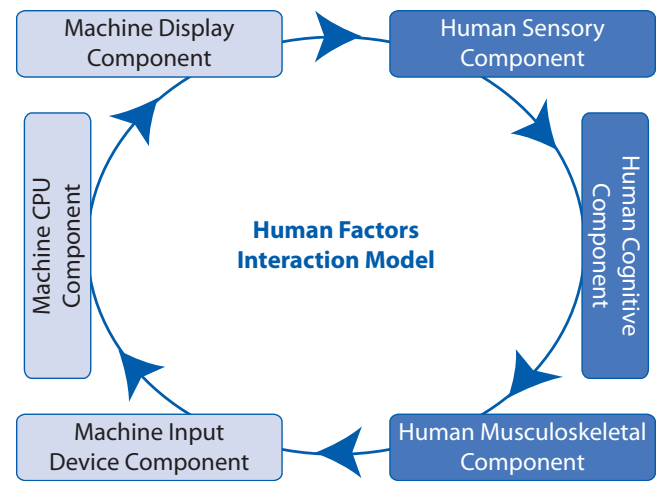 Machine Display
Component
Human Sensory
Component
Human Cognitive
Component
Human Musculoskeletal
Component
Machine Input
Device Component
Machine CPU
Component
Human Factors
Interaction Model